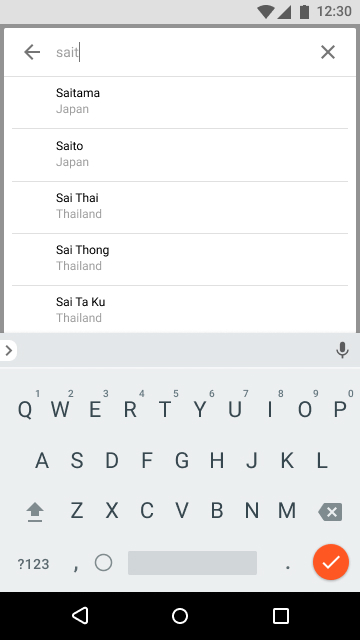 12:30
sait
Saitama
Japan
Saito
Japan
Sai Thai
Thailand
Sai Thong
Thailand
Sai Ta Ku
Thailand
1 2 3 4 5 6 7 8 9 0
Q W E R T Y U I O P
A S D F G H J K L
Z X C V B N M
?123 , .